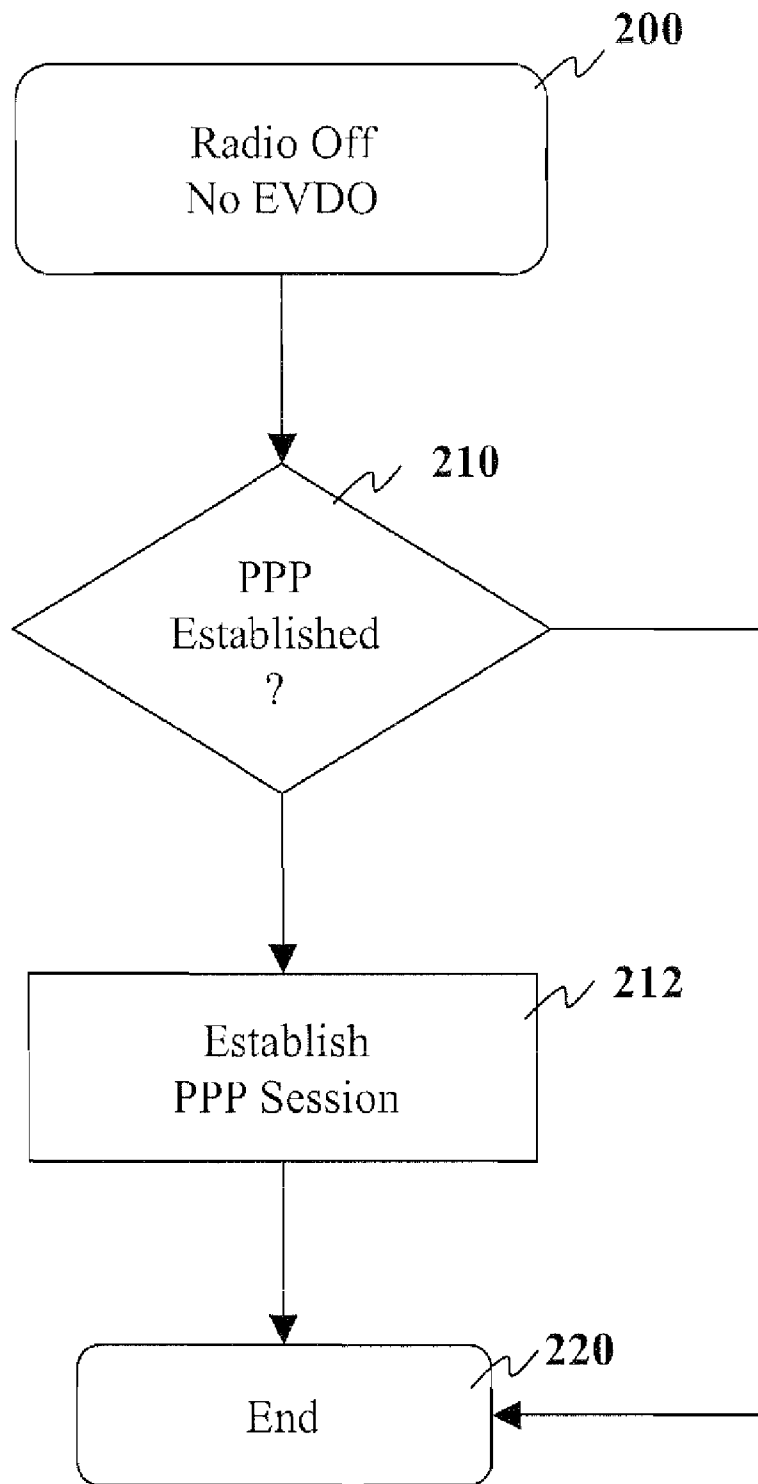 200
Radio Off
No EVDO
210
PPP
Established
?
212
Establish
PPP Session
220
End